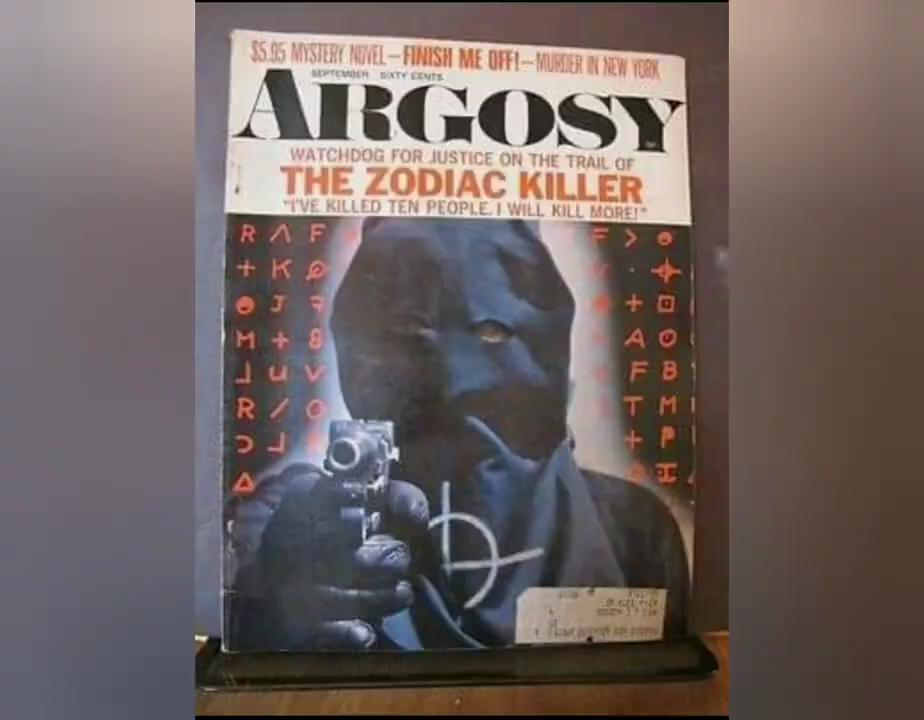 $5.95 MYSTERY NOVEL—FINISH ME OFF!—MURDER IN NEW YORK
SEPTEMBER SIXTY CENTS
ARGOSY
WATCHDOG FOR JUSTICE ON THE TRAIL OF
THE ZODIAC KILLER
"I'VE KILLED TEN PEOPLE. I WILL KILL MORE!"
R Λ F F >
+ K Ø
J +
M + 8 A O
⅃ U V F B
R / O T M
Ɔ ⅃ + P
Δ